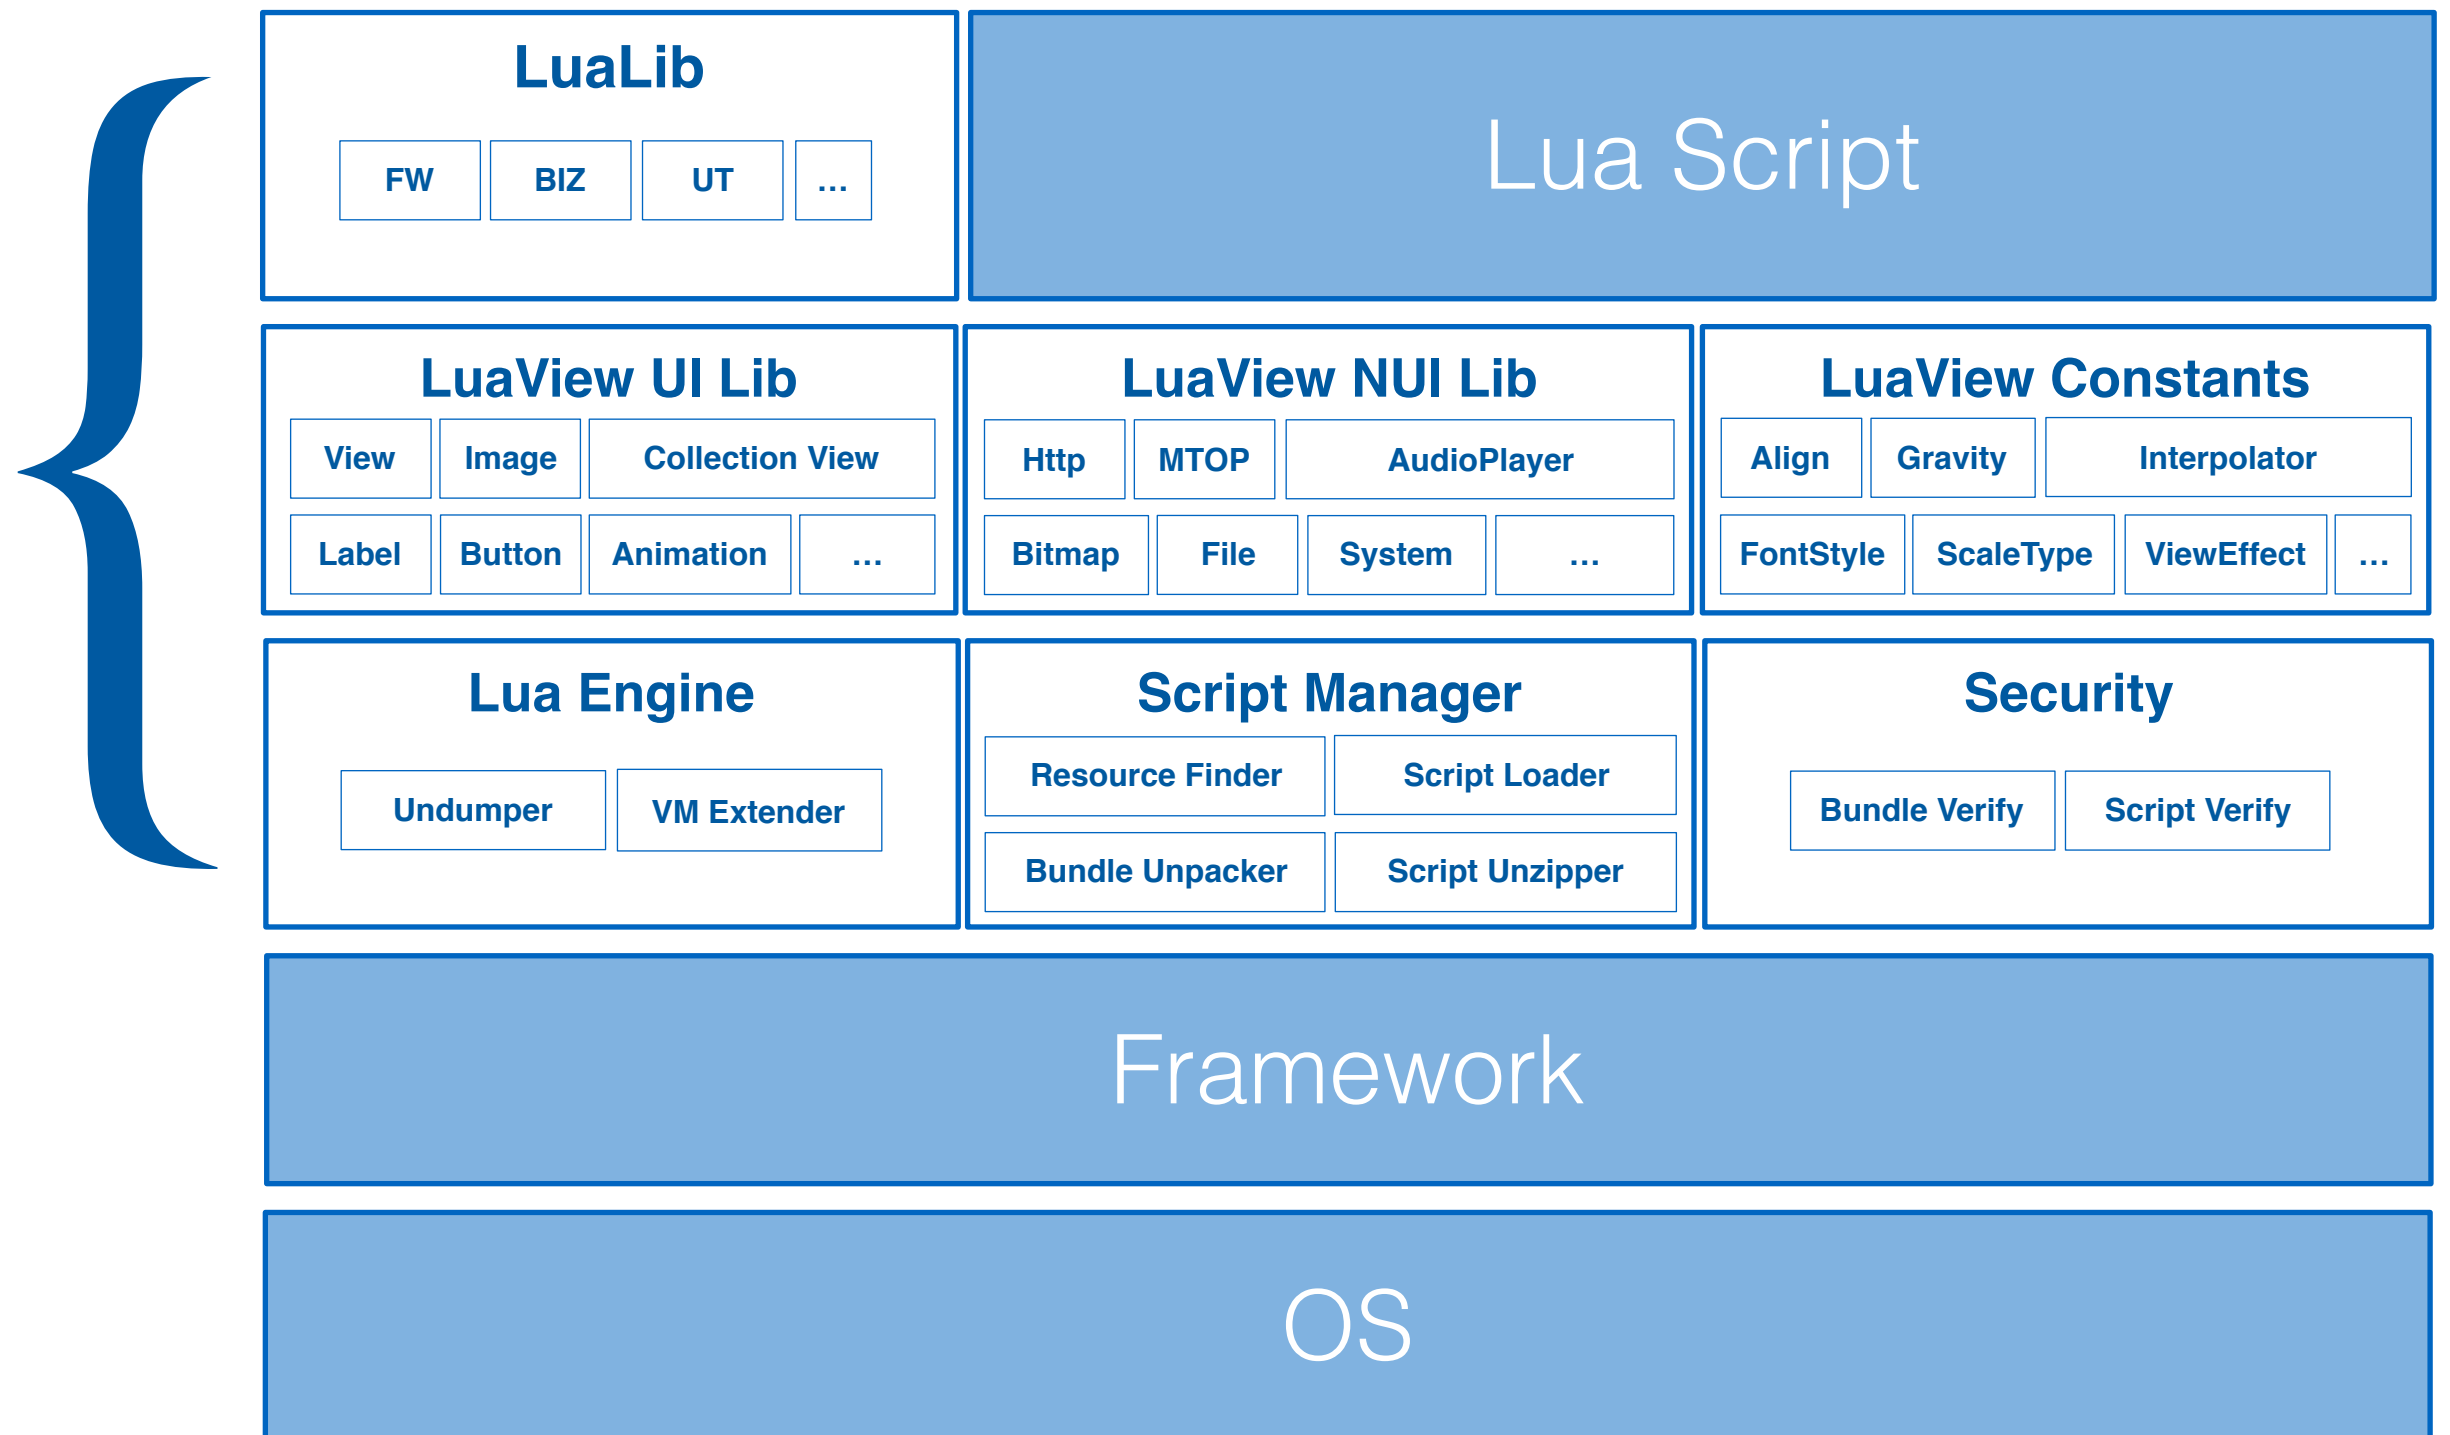 LuaLib
FW BIZ UT ...
Lua Script
LuaView UI Lib
View Image Collection View
Label Button Animation ...
LuaView NUI Lib
Http MTOP AudioPlayer
Bitmap File System ...
LuaView Constants
Align Gravity Interpolator
FontStyle ScaleType ViewEffect ...
Lua Engine
Undumper VM Extender
Script Manager
Resource Finder Script Loader
Bundle Unpacker Script Unzipper
Security
Bundle Verify Script Verify
Framework
OS